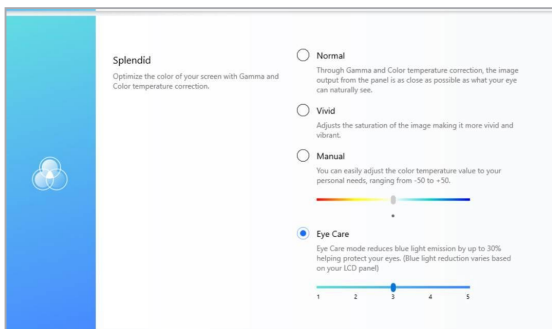 Splendid
Optimize the color of your screen with Gamma and
Color temperature correction.
Normal
Through Gamma and Color temperature correction, the image
output from the panel is as close as possible as what your eye
can naturally see.
Vivid
Adjusts the saturation of the image making it more vivid and
vibrant.
Manual
You can easily adjust the color temperature value to your
personal needs, ranging from -50 to +50.
Eye Care
Eye Care mode reduces blue light emission by up to 30%
helping protect your eyes. (Blue light reduction varies based
on your LCD panel)
1 2 3 4 5